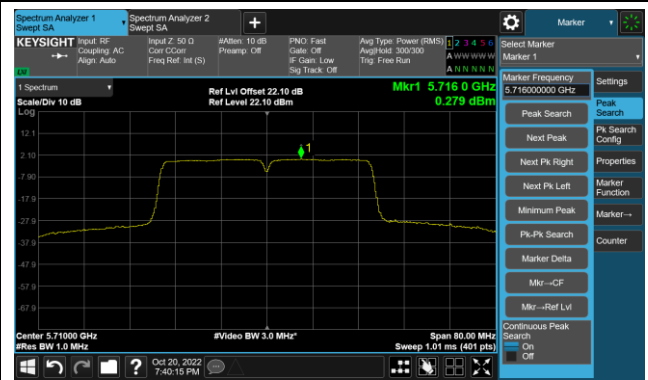 Spectrum Analyzer 1
Swept SA
Spectrum Analyzer 2
Swept SA
+
Marker
KEYSIGHT
Input: RF
Coupling: AC
Align: Auto
Input Z: 50 Ω
Corr CCorr
Freq Ref: Int (S)
#Atten: 10 dB
Preamp: Off
PNO: Fast
Gate: Off
IF Gain: Low
Sig Track: Off
Avg Type: Power (RMS)
Avg|Hold: 300/300
Trig: Free Run
1 2 3 4 5 6
A W W W W W
A N N N N N
Select Marker
Marker 1
LXI
1 Spectrum
Scale/Div 10 dB
Log
Ref Lvl Offset 22.10 dB
Ref Level 22.10 dBm
Mkr1 5.716 0 GHz
0.279 dBm
12.1
2.10
-7.90
-17.9
-27.9
-37.9
-47.9
-57.9
-67.9
1
Center 5.71000 GHz
#Res BW 1.0 MHz
#Video BW 3.0 MHz*
Span 80.00 MHz
Sweep 1.01 ms (401 pts)
Marker Frequency
5.716000000 GHz
Peak Search
Next Peak
Next Pk Right
Next Pk Left
Minimum Peak
Pk-Pk Search
Marker Delta
Mkr→CF
Mkr→Ref Lvl
Continuous Peak
Search
On
Off
Settings
Peak
Search
Pk Search
Config
Properties
Marker
Function
Marker→
Counter
?
Oct 20, 2022
7:40:15 PM